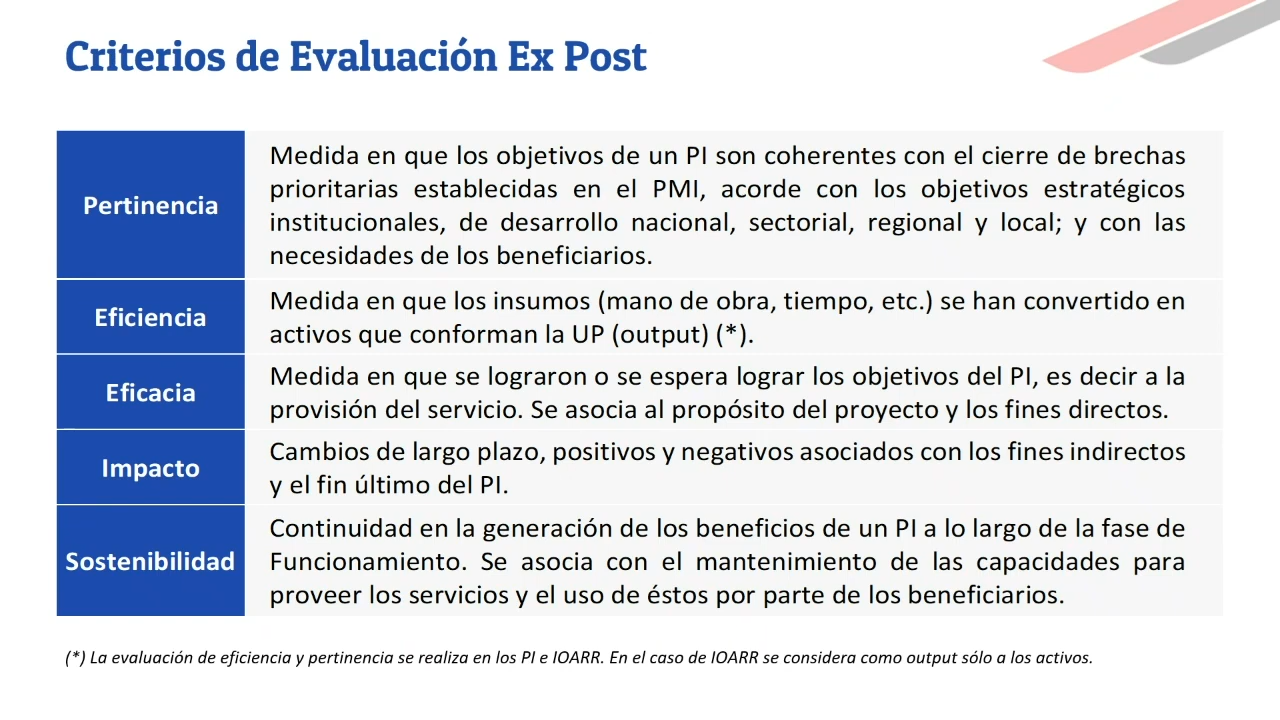 Criterios de Evaluación Ex Post
Pertinencia
Medida en que los objetivos de un PI son coherentes con el cierre de brechas
prioritarias establecidas en el PMI, acorde con los objetivos estratégicos
institucionales, de desarrollo nacional, sectorial, regional y local; y con las
necesidades de los beneficiarios.
Eficiencia
Medida en que los insumos (mano de obra, tiempo, etc.) se han convertido en
activos que conforman la UP (output) (*).
Eficacia
Medida en que se lograron o se espera lograr los objetivos del PI, es decir a la
provisión del servicio. Se asocia al propósito del proyecto y los fines directos.
Impacto
Cambios de largo plazo, positivos y negativos asociados con los fines indirectos
y el fin último del PI.
Sostenibilidad
Continuidad en la generación de los beneficios de un PI a lo largo de la fase de
Funcionamiento. Se asocia con el mantenimiento de las capacidades para
proveer los servicios y el uso de éstos por parte de los beneficiarios.
(*) La evaluación de eficiencia y pertinencia se realiza en los PI e IOARR. En el caso de IOARR se considera como output sólo a los activos.